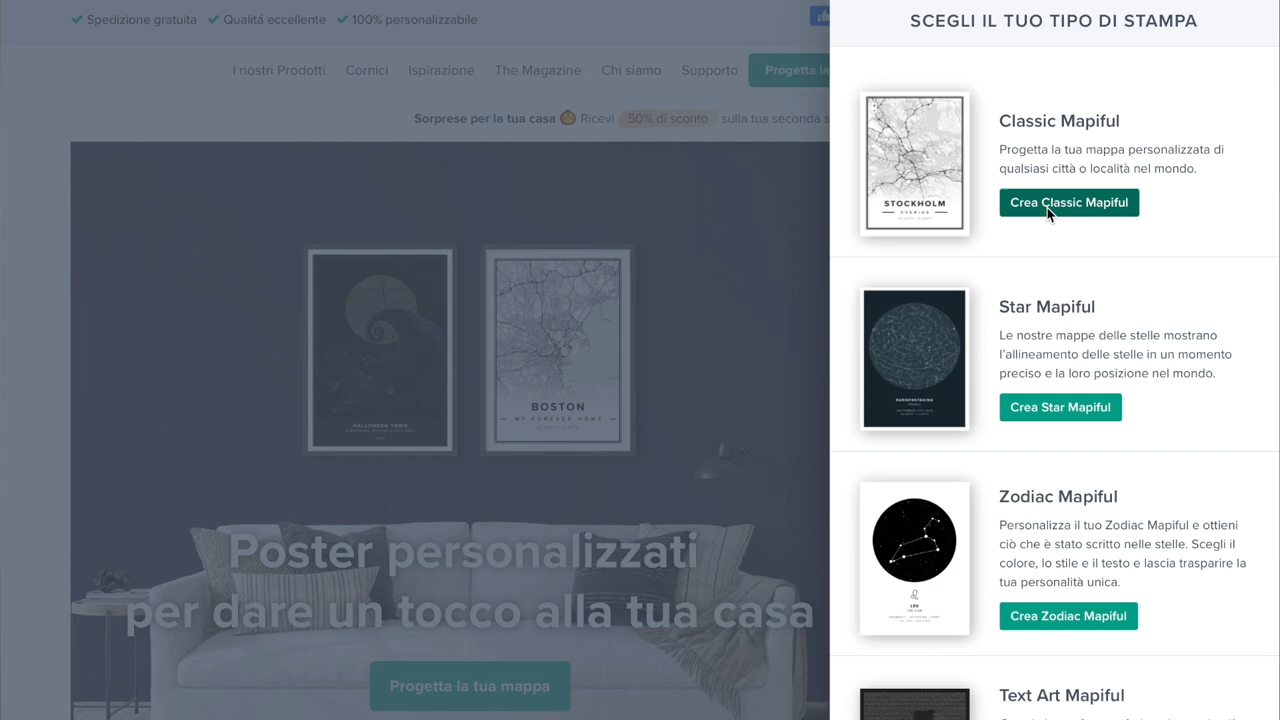 Spedizione gratuita
Qualitá eccellente
100% personalizzabile
I nostri Prodotti
Cornici
Ispirazione
The Magazine
Chi siamo
Supporto
Progetta la
Sorprese per la tua casa 🎃 Ricevi 50% di sconto sulla tua seconda s
HALLOWEEN TOWN
BOSTON
MY FOREVER HOME
Poster personalizzati
per dare un tocco alla tua casa
Progetta la tua mappa
SCEGLI IL TUO TIPO DI STAMPA
STOCKHOLM
SVERIGE
Classic Mapiful
Progetta la tua mappa personalizzata di
qualsiasi città o località nel mondo.
Crea Classic Mapiful
Star Mapiful
Le nostre mappe delle stelle mostrano
l’allineamento delle stelle in un momento
preciso e la loro posizione nel mondo.
Crea Star Mapiful
LEO
Zodiac Mapiful
Personalizza il tuo Zodiac Mapiful e ottieni
ciò che è stato scritto nelle stelle. Scegli il
colore, lo stile e il testo e lascia trasparire la
tua personalità unica.
Crea Zodiac Mapiful
Text Art Mapiful